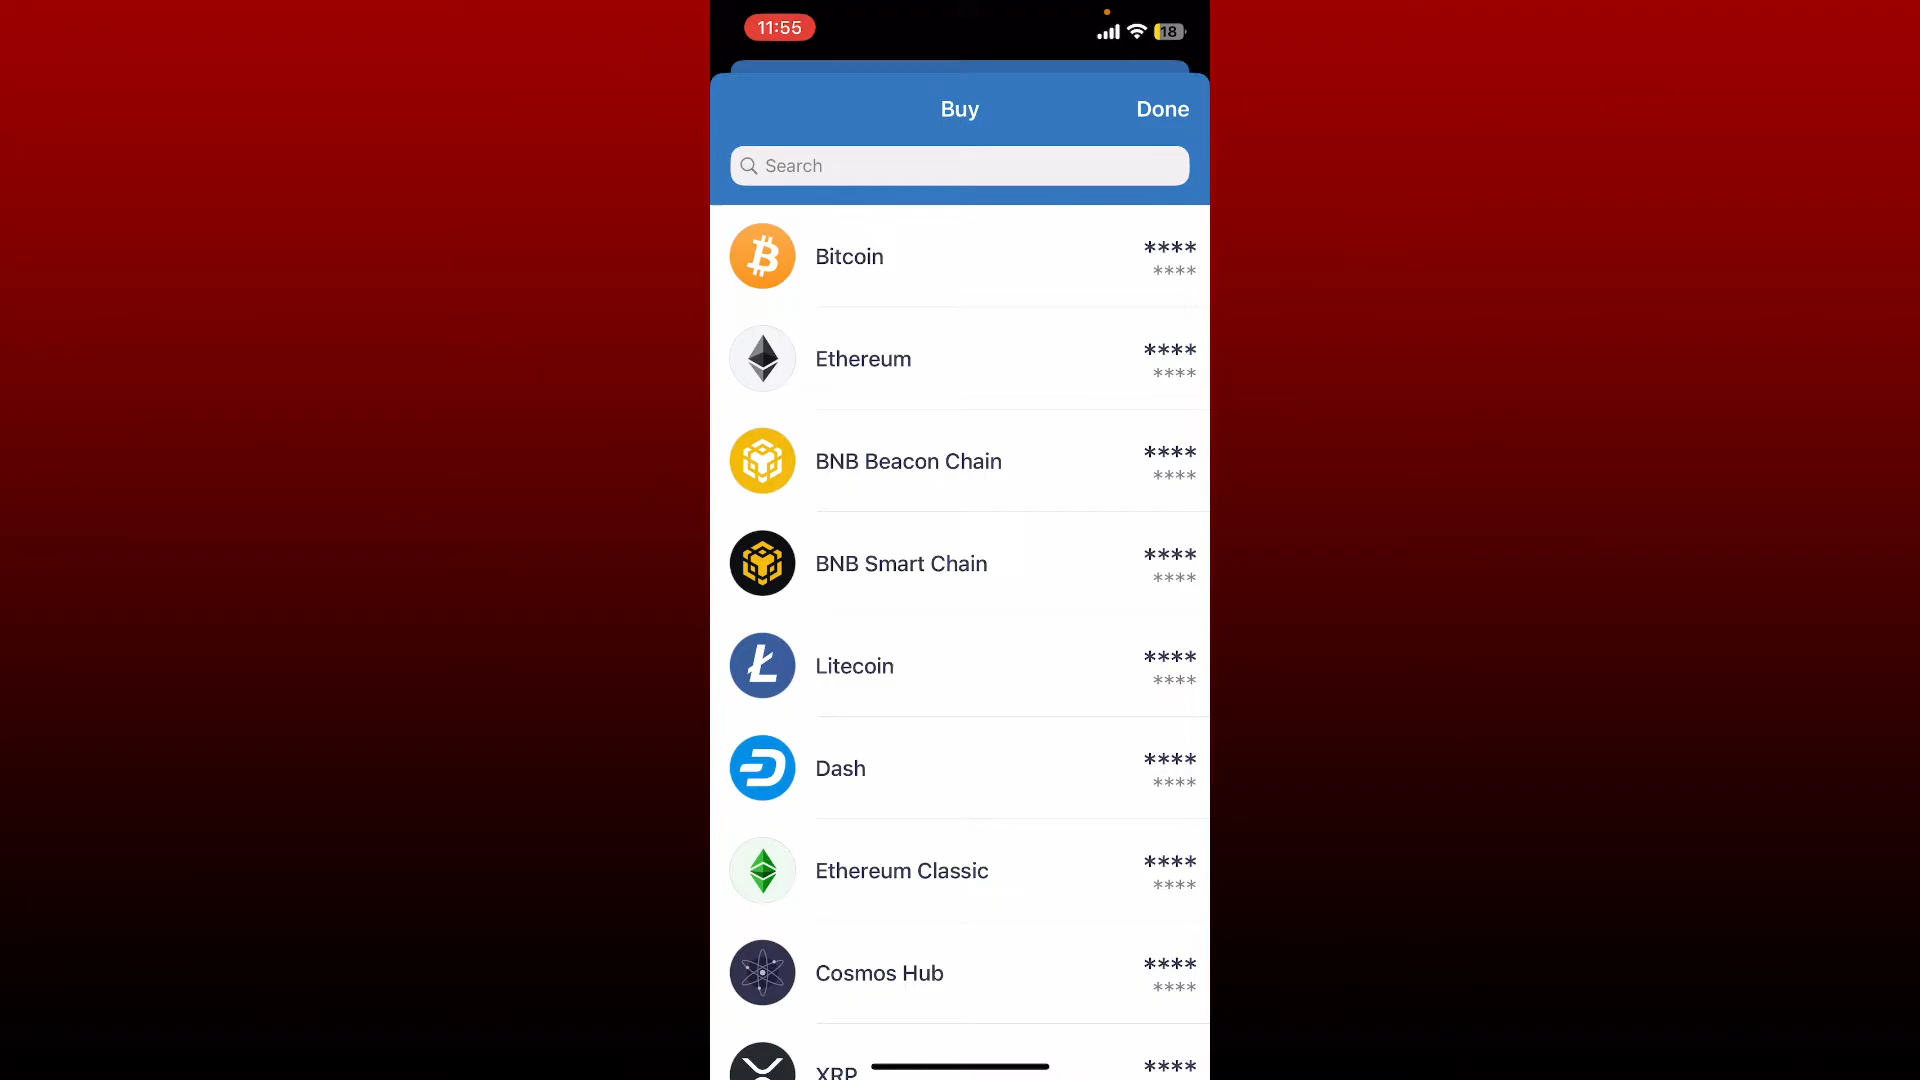 11:55
18
Buy
Done
Search
Bitcoin
****
****
Ethereum
****
****
BNB Beacon Chain
****
****
BNB Smart Chain
****
****
Litecoin
****
****
Dash
****
****
Ethereum Classic
****
****
Cosmos Hub
****
****
XRP
****